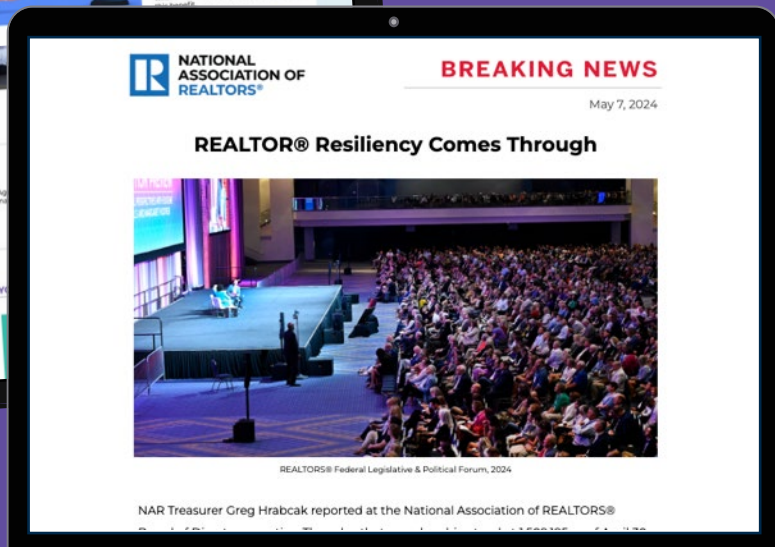 NATIONAL
ASSOCIATION OF
REALTORS®
BREAKING NEWS
May 7, 2024
REALTOR® Resiliency Comes Through
REALTORS® Federal Legislative & Political Forum, 2024
NAR Treasurer Greg Hrabcak reported at the National Association of REALTORS®